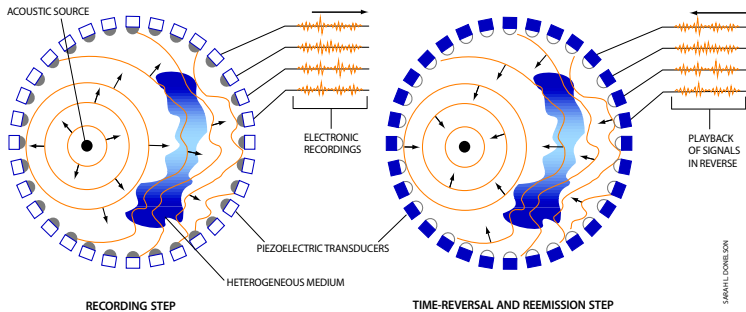 ACOUSTIC SOURCE
ELECTRONIC
RECORDINGS
PIEZOELECTRIC TRANSDUCERS
HETEROGENEOUS MEDIUM
RECORDING STEP
PLAYBACK
OF SIGNALS
IN REVERSE
TIME-REVERSAL AND REEMISSION STEP
SARAH L. DONELSON